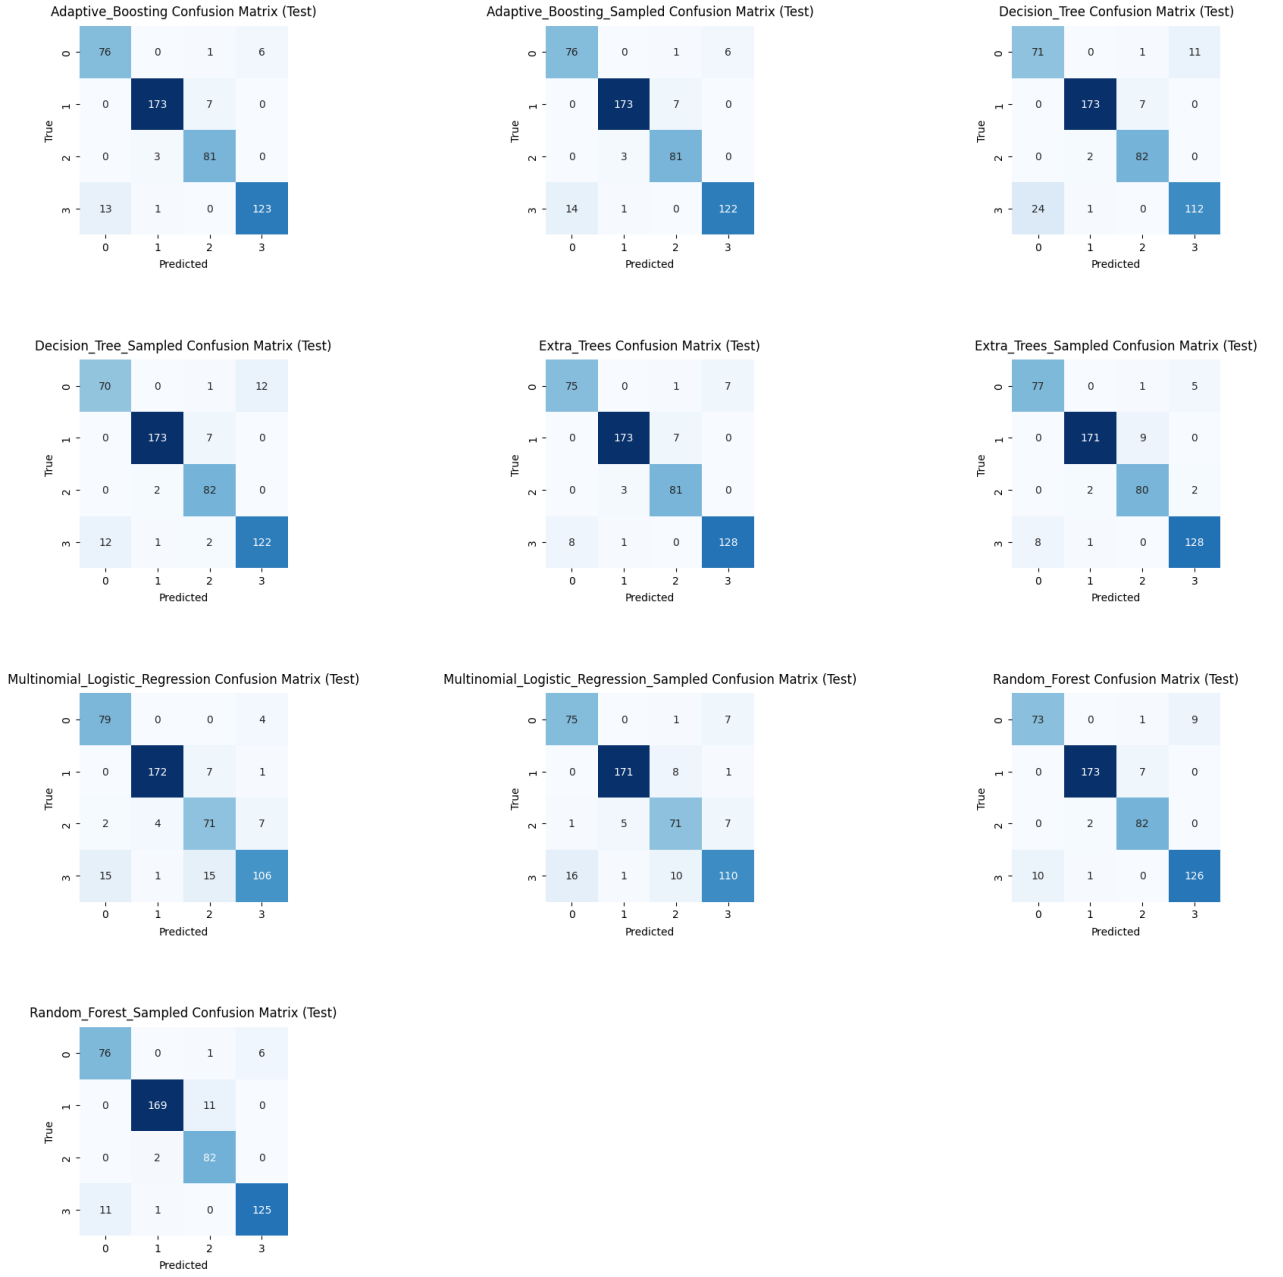 Adaptive_Boosting Confusion Matrix (Test)
0 76 0 1 6
1 0 173 7 0
2 0 3 81 0
3 13 1 0 123
0 1 2 3
True
Predicted
Adaptive_Boosting_Sampled Confusion Matrix (Test)
0 76 0 1 6
1 0 173 7 0
2 0 3 81 0
3 14 1 0 122
0 1 2 3
True
Predicted
Decision_Tree Confusion Matrix (Test)
0 71 0 1 11
1 0 173 7 0
2 0 2 82 0
3 24 1 0 112
0 1 2 3
True
Predicted
Decision_Tree_Sampled Confusion Matrix (Test)
0 70 0 1 12
1 0 173 7 0
2 0 2 82 0
3 12 1 2 122
0 1 2 3
True
Predicted
Extra_Trees Confusion Matrix (Test)
0 75 0 1 7
1 0 173 7 0
2 0 3 81 0
3 8 1 0 128
0 1 2 3
True
Predicted
Extra_Trees_Sampled Confusion Matrix (Test)
0 77 0 1 5
1 0 171 9 0
2 0 2 80 2
3 8 1 0 128
0 1 2 3
True
Predicted
Multinomial_Logistic_Regression Confusion Matrix (Test)
0 79 0 0 4
1 0 172 7 1
2 2 4 71 7
3 15 1 15 106
0 1 2 3
True
Predicted
Multinomial_Logistic_Regression_Sampled Confusion Matrix (Test)
0 75 0 1 7
1 0 171 8 1
2 1 5 71 7
3 16 1 10 110
0 1 2 3
True
Predicted
Random_Forest Confusion Matrix (Test)
0 73 0 1 9
1 0 173 7 0
2 0 2 82 0
3 10 1 0 126
0 1 2 3
True
Predicted
Random_Forest_Sampled Confusion Matrix (Test)
0 76 0 1 6
1 0 169 11 0
2 0 2 82 0
3 11 1 0 125
0 1 2 3
True
Predicted